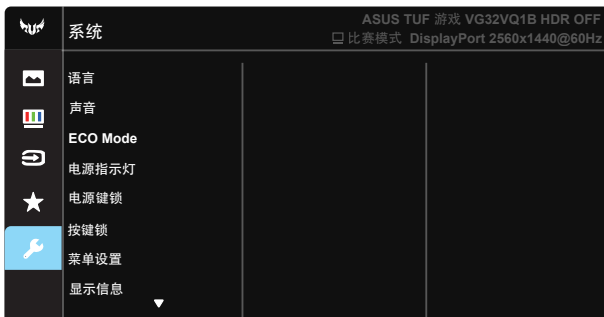 系统
ASUS TUF 游戏 VG32VQ1B HDR OFF
比赛模式 DisplayPort 2560x1440@60Hz
语言
声音
ECO Mode
电源指示灯
电源键锁
按键锁
菜单设置
显示信息